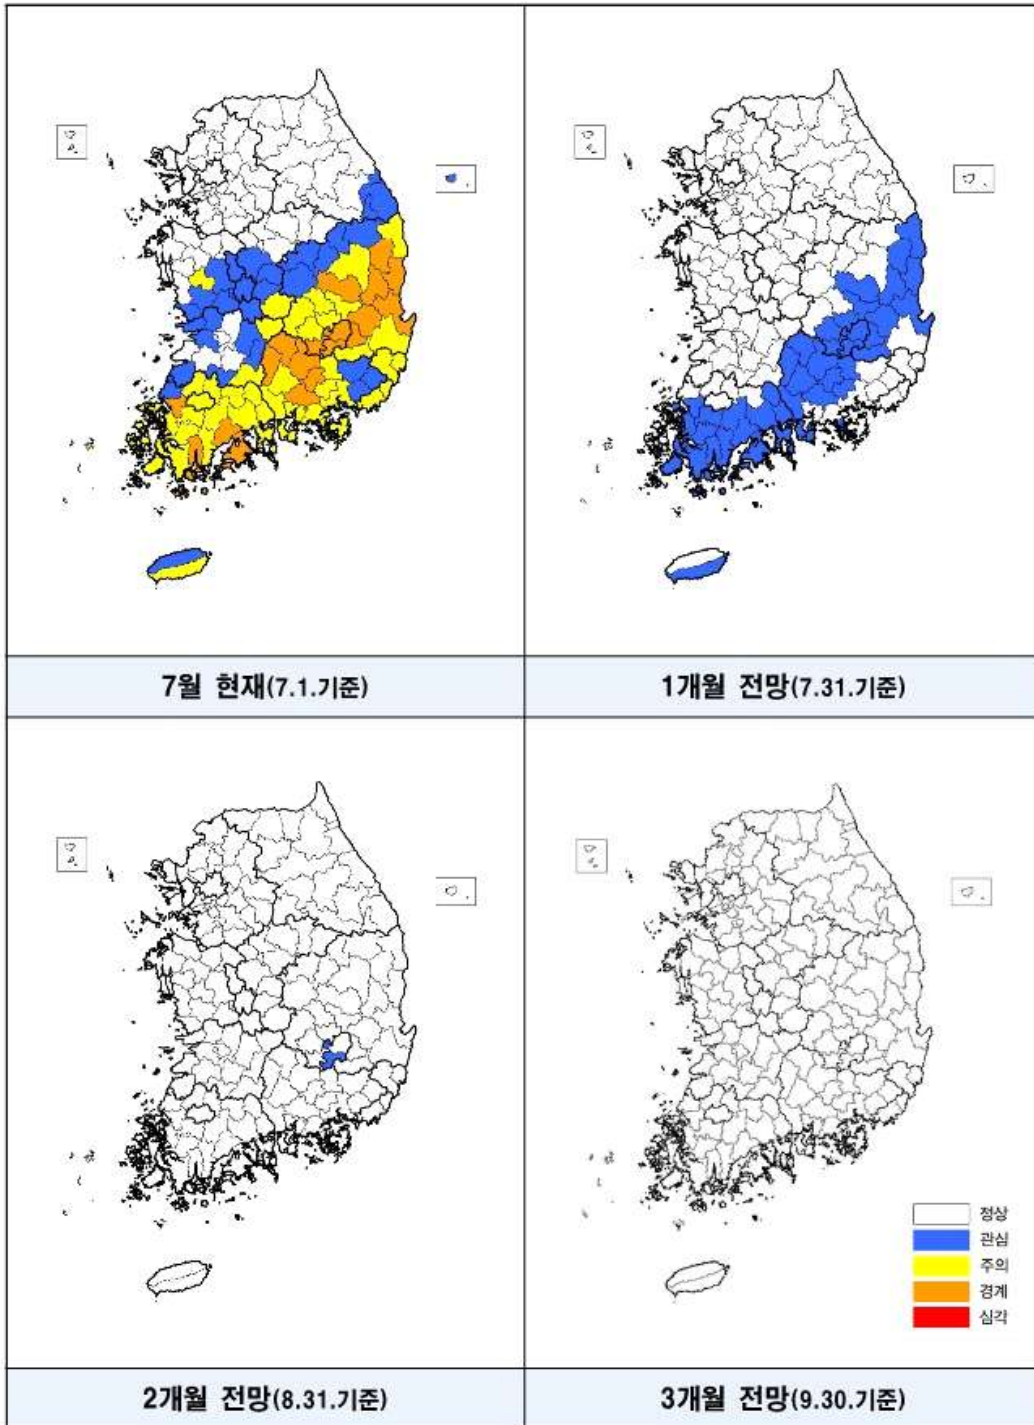 7월 현재(7.1.기준)
1개월 전망(7.31.기준)
정상
관심
주의
경계
심각
2개월 전망(8.31.기준)
3개월 전망(9.30.기준)